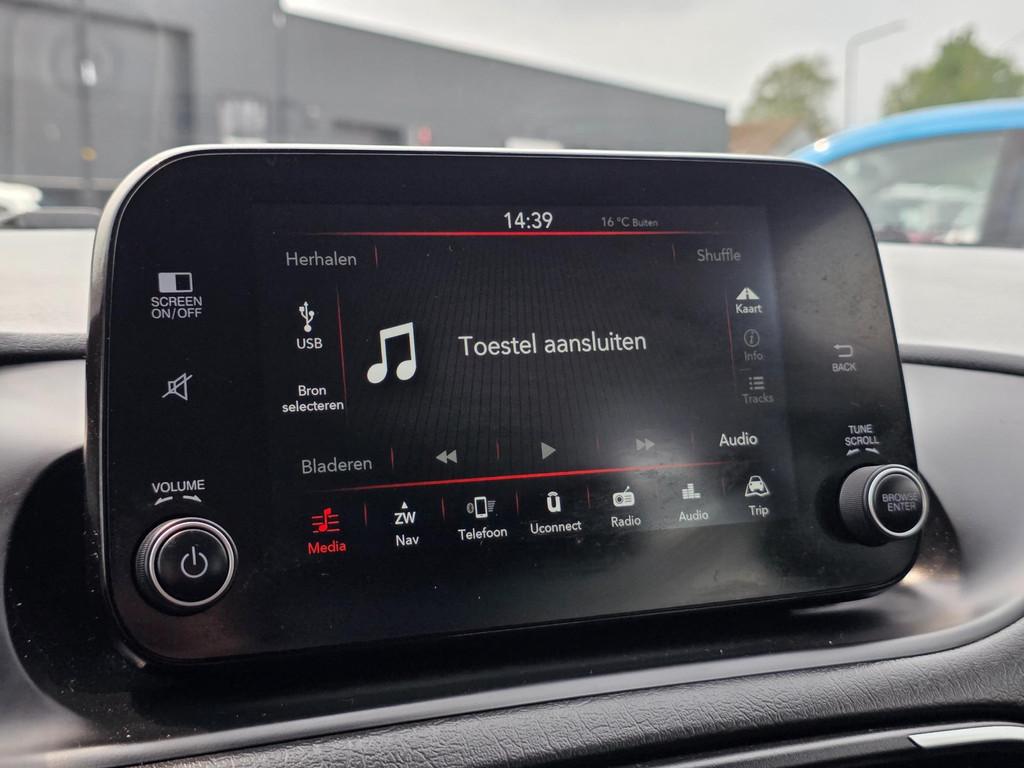 14:39
16 °C Buiten
Herhalen
Shuffle
SCREEN
ON/OFF
USB
Toestel aansluiten
Kaart
Info
BACK
Bron
selecteren
Tracks
Bladeren
Audio
TUNE
SCROLL
VOLUME
Media
ZW
Nav
Telefoon
Uconnect
Radio
Audio
Trip
BROWSE
ENTER